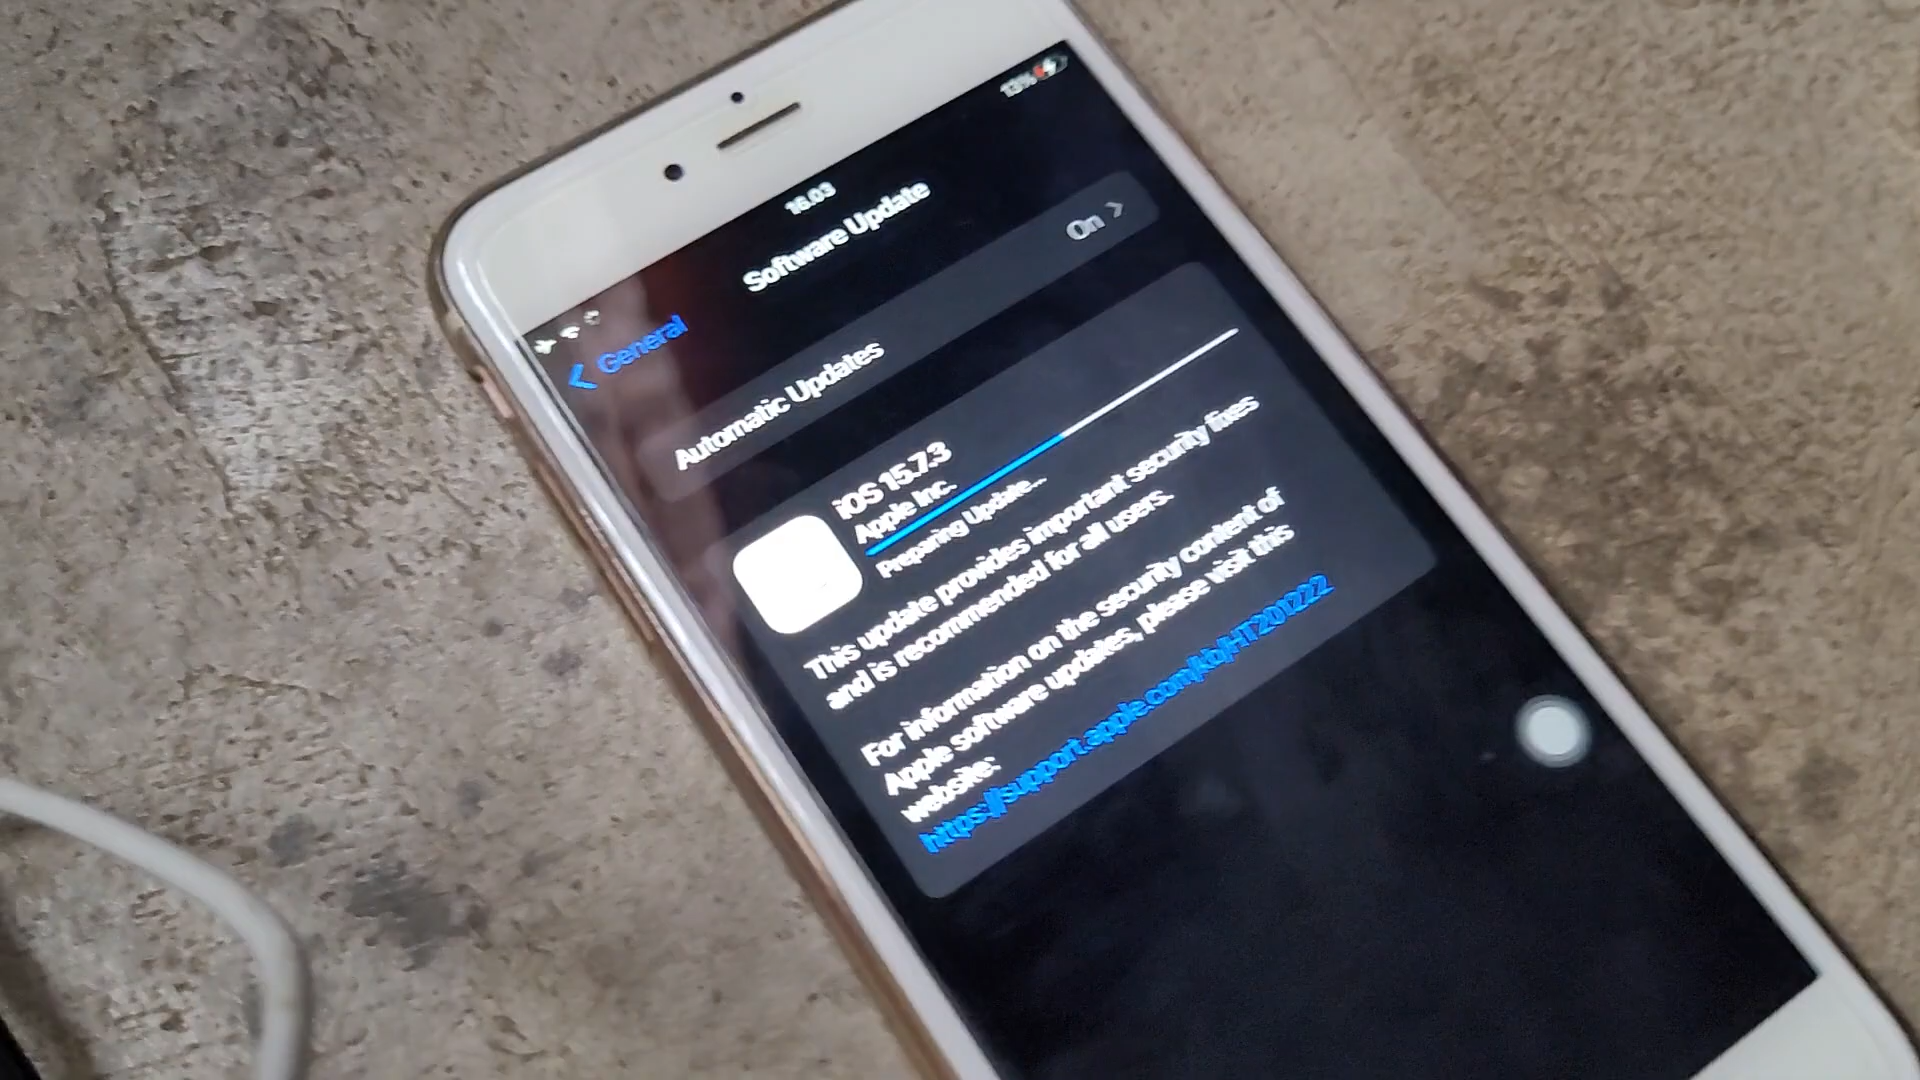 16.03
13%
General
Software Update
Automatic Updates
On
iOS 15.7.3
Apple Inc.
Preparing Update...
This update provides important security fixes
and is recommended for all users.
For information on the security content of
Apple software updates, please visit this
website:
https://support.apple.com/kb/HT201222